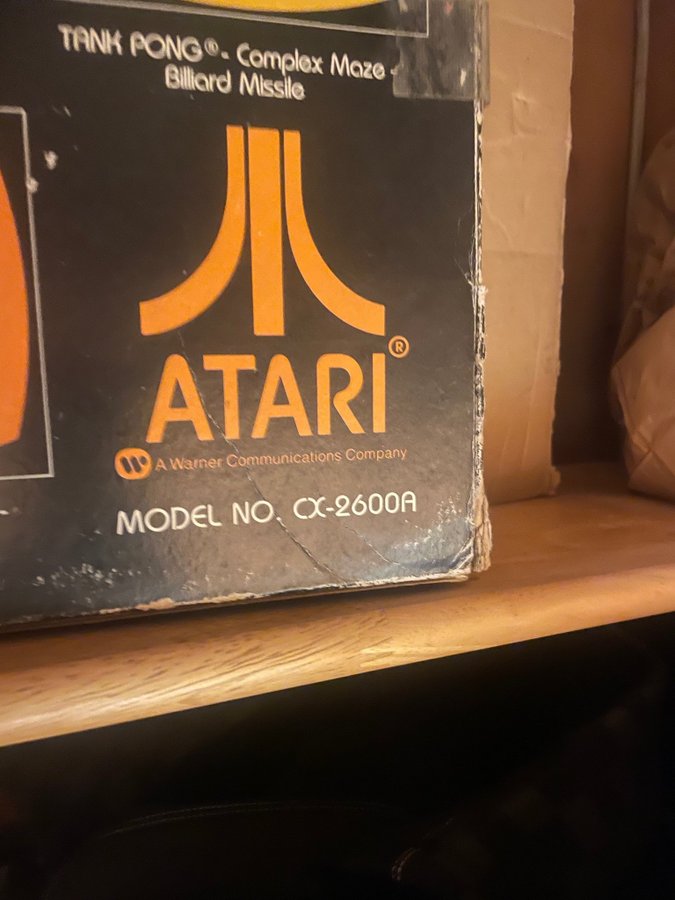 TANK PONG® - Complex Maze -
Billiard Missile
ATARI®
W A Warner Communications Company
MODEL NO. CX-2600A